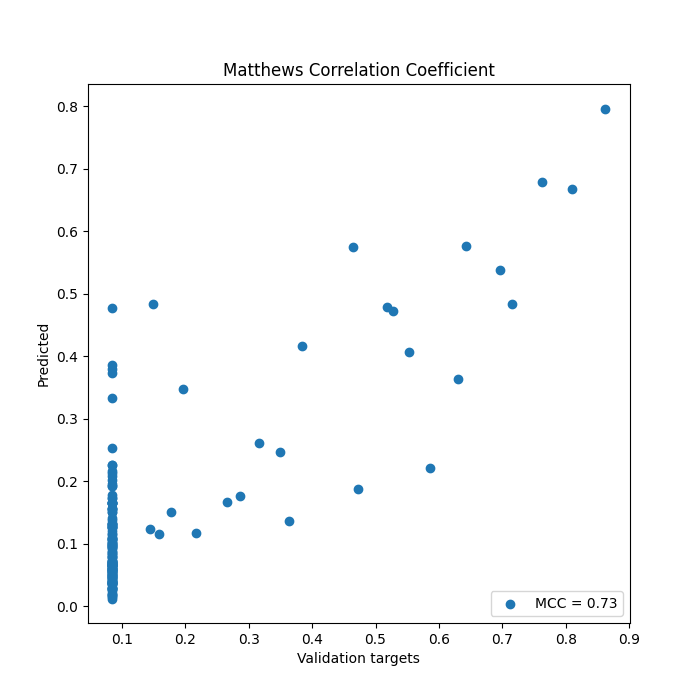 Matthews Correlation Coefficient
0.8
0.7
0.6
0.5
0.4
0.3
0.2
0.1
0.0
Predicted
MCC = 0.73
0.1 0.2 0.3 0.4 0.5 0.6 0.7 0.8 0.9
Validation targets